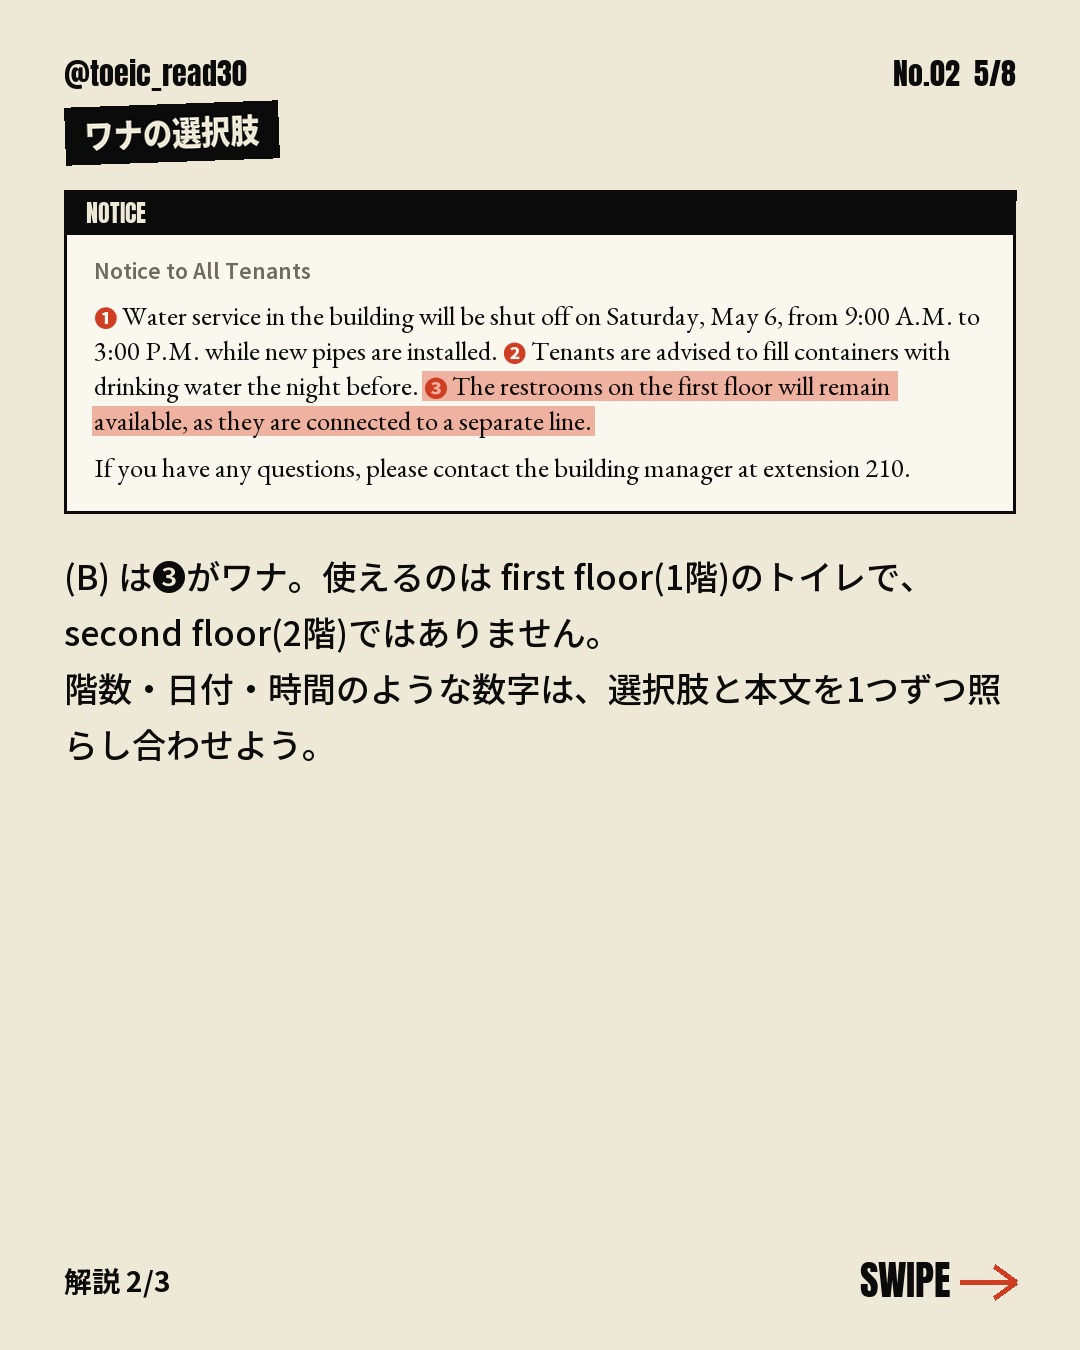 @toeic_read30
No.02 5/8
ワナの選択肢
NOTICE
Notice to All Tenants
❶ Water service in the building will be shut off on Saturday, May 6, from 9:00 A.M. to
3:00 P.M. while new pipes are installed. ❷ Tenants are advised to fill containers with
drinking water the night before. ❸ The restrooms on the first floor will remain
available, as they are connected to a separate line.
If you have any questions, please contact the building manager at extension 210.
(B) は❸がワナ。使えるのは first floor(1階)のトイレで、
second floor(2階)ではありません。
階数・日付・時間のような数字は、選択肢と本文を1つずつ照
らし合わせよう。
解説 2/3
SWIPE →